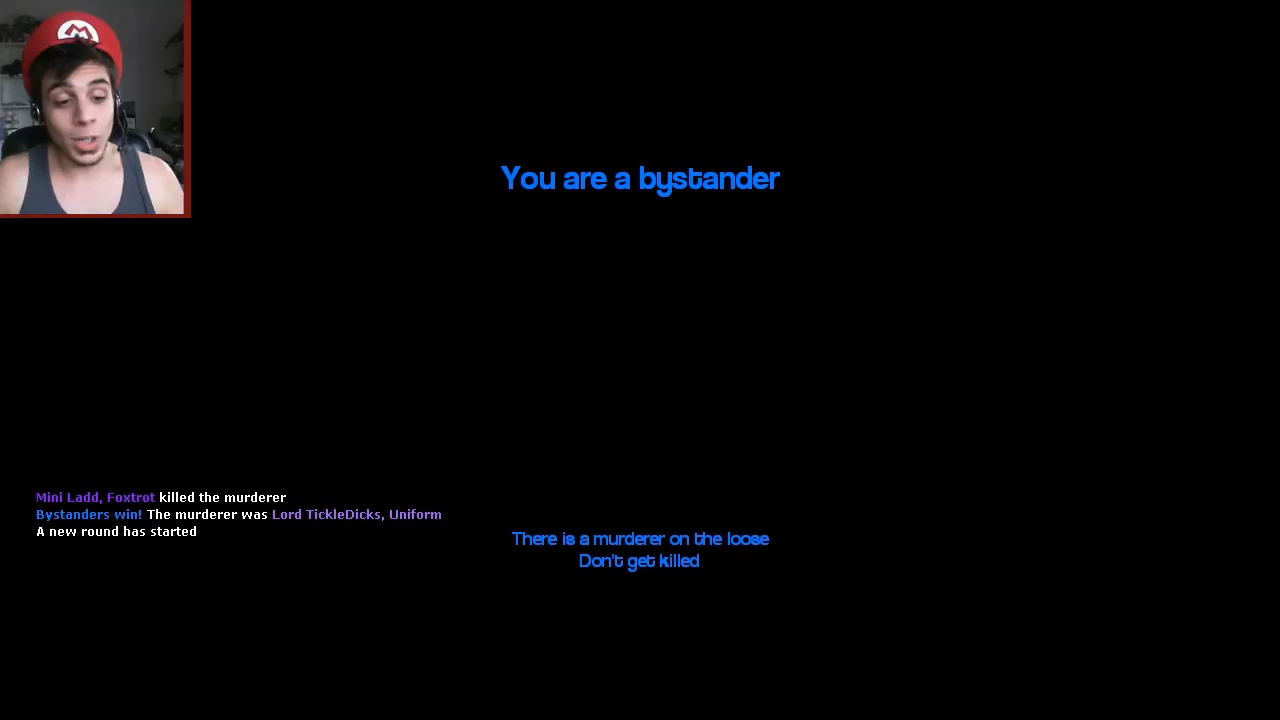 M
You are a bystander
Mini Ladd, Foxtrot killed the murderer
Bystanders win! The murderer was Lord TickleDicks, Uniform
A new round has started
There is a murderer on the loose
Don't get killed